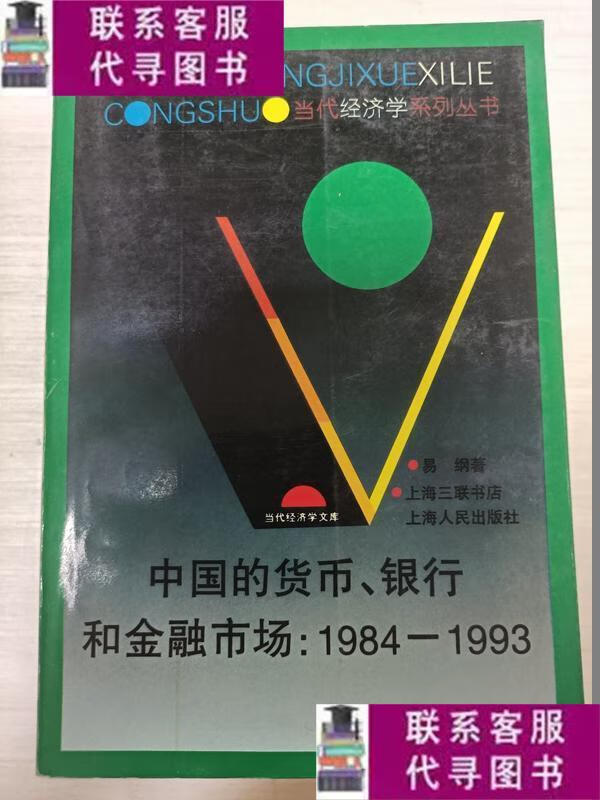 联系客服
代寻图书
NGJIXUEXILIE
CONGSHU 当代经济学系列丛书
易 纲著
上海三联书店
上海人民出版社
当代经济学文库
中国的货币、银行
和金融市场:1984－1993
联系客服
代寻图书